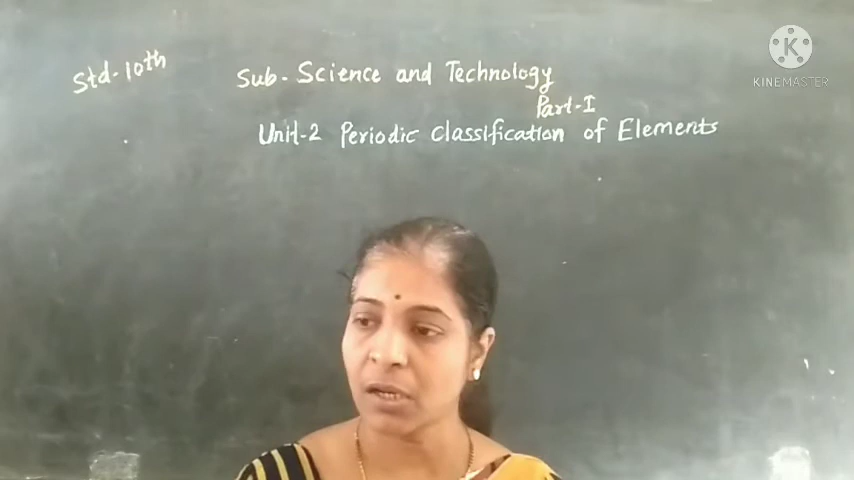 Std-10th
Sub- Science and Technology
Part-I
Unit-2 Periodic classification of Elements
K
KINEMASTER